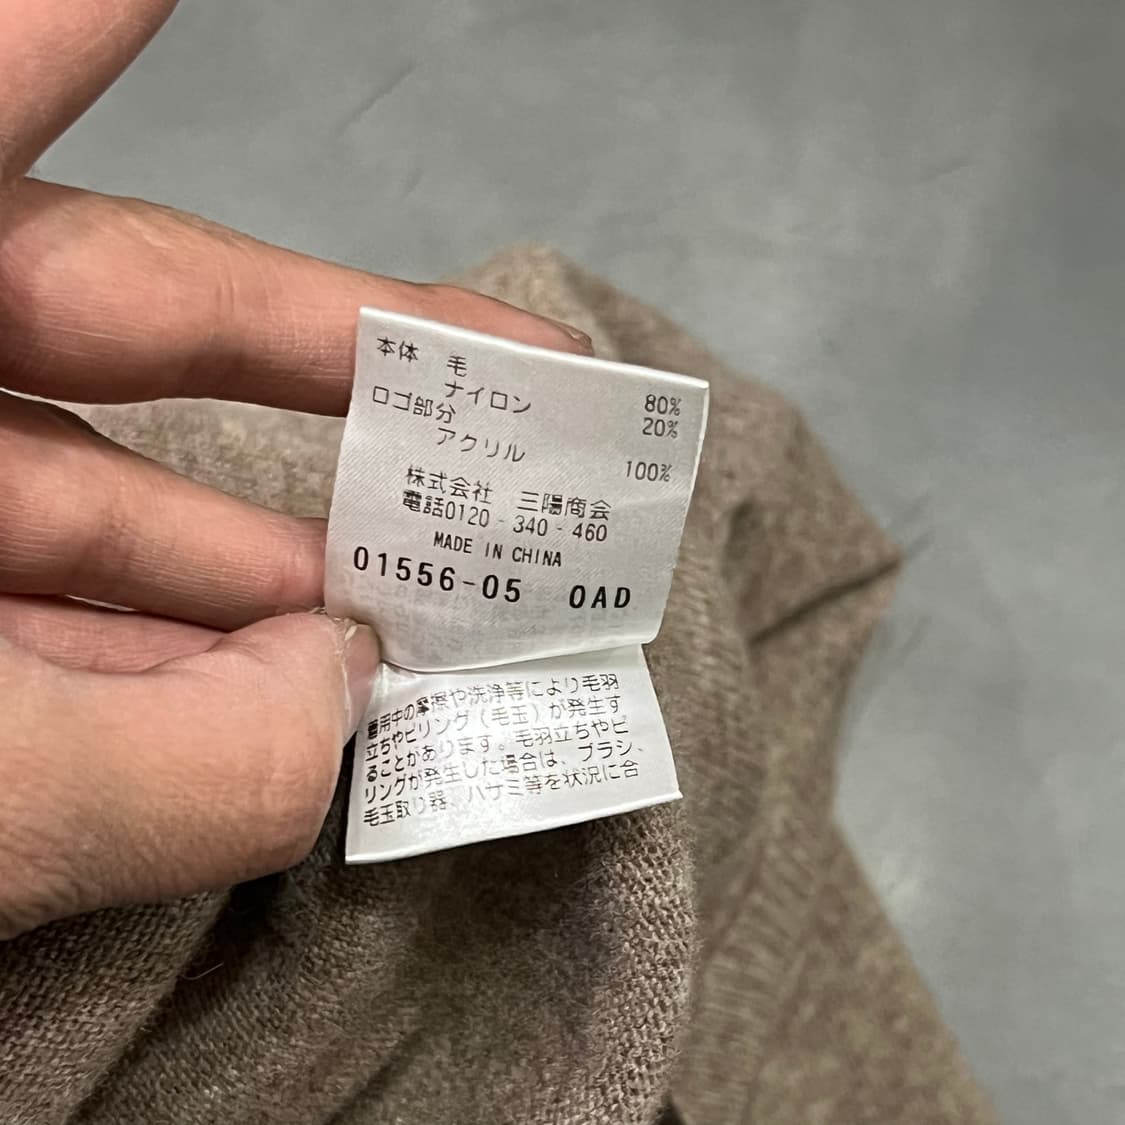 本体 毛 80%
ナイロン 20%
ロゴ部分
アクリル 100%
株式会社 三陽商会
電話0120-340-460
MADE IN CHINA
01556-05 0AD
着用中の摩擦や洗浄等により毛羽
立ちやピリング(毛玉)が発生す
ることがあります。毛羽立ちやピ
リングが発生した場合は、ブラシ、
毛玉取り器、ハサミ等を状況に合